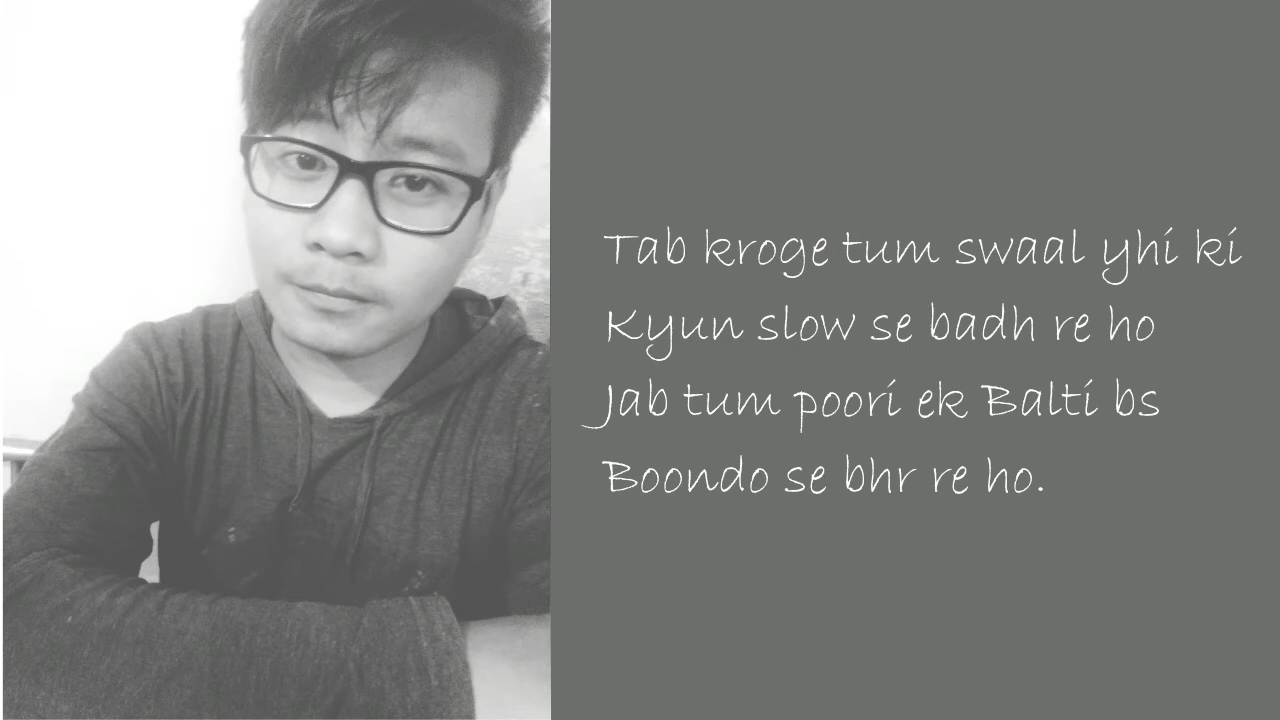 Tab kroge tum swaal yhi ki
Kyun slow se badh re ho
Jab tum poori ek Balti bs
Boondo se bhr re ho.